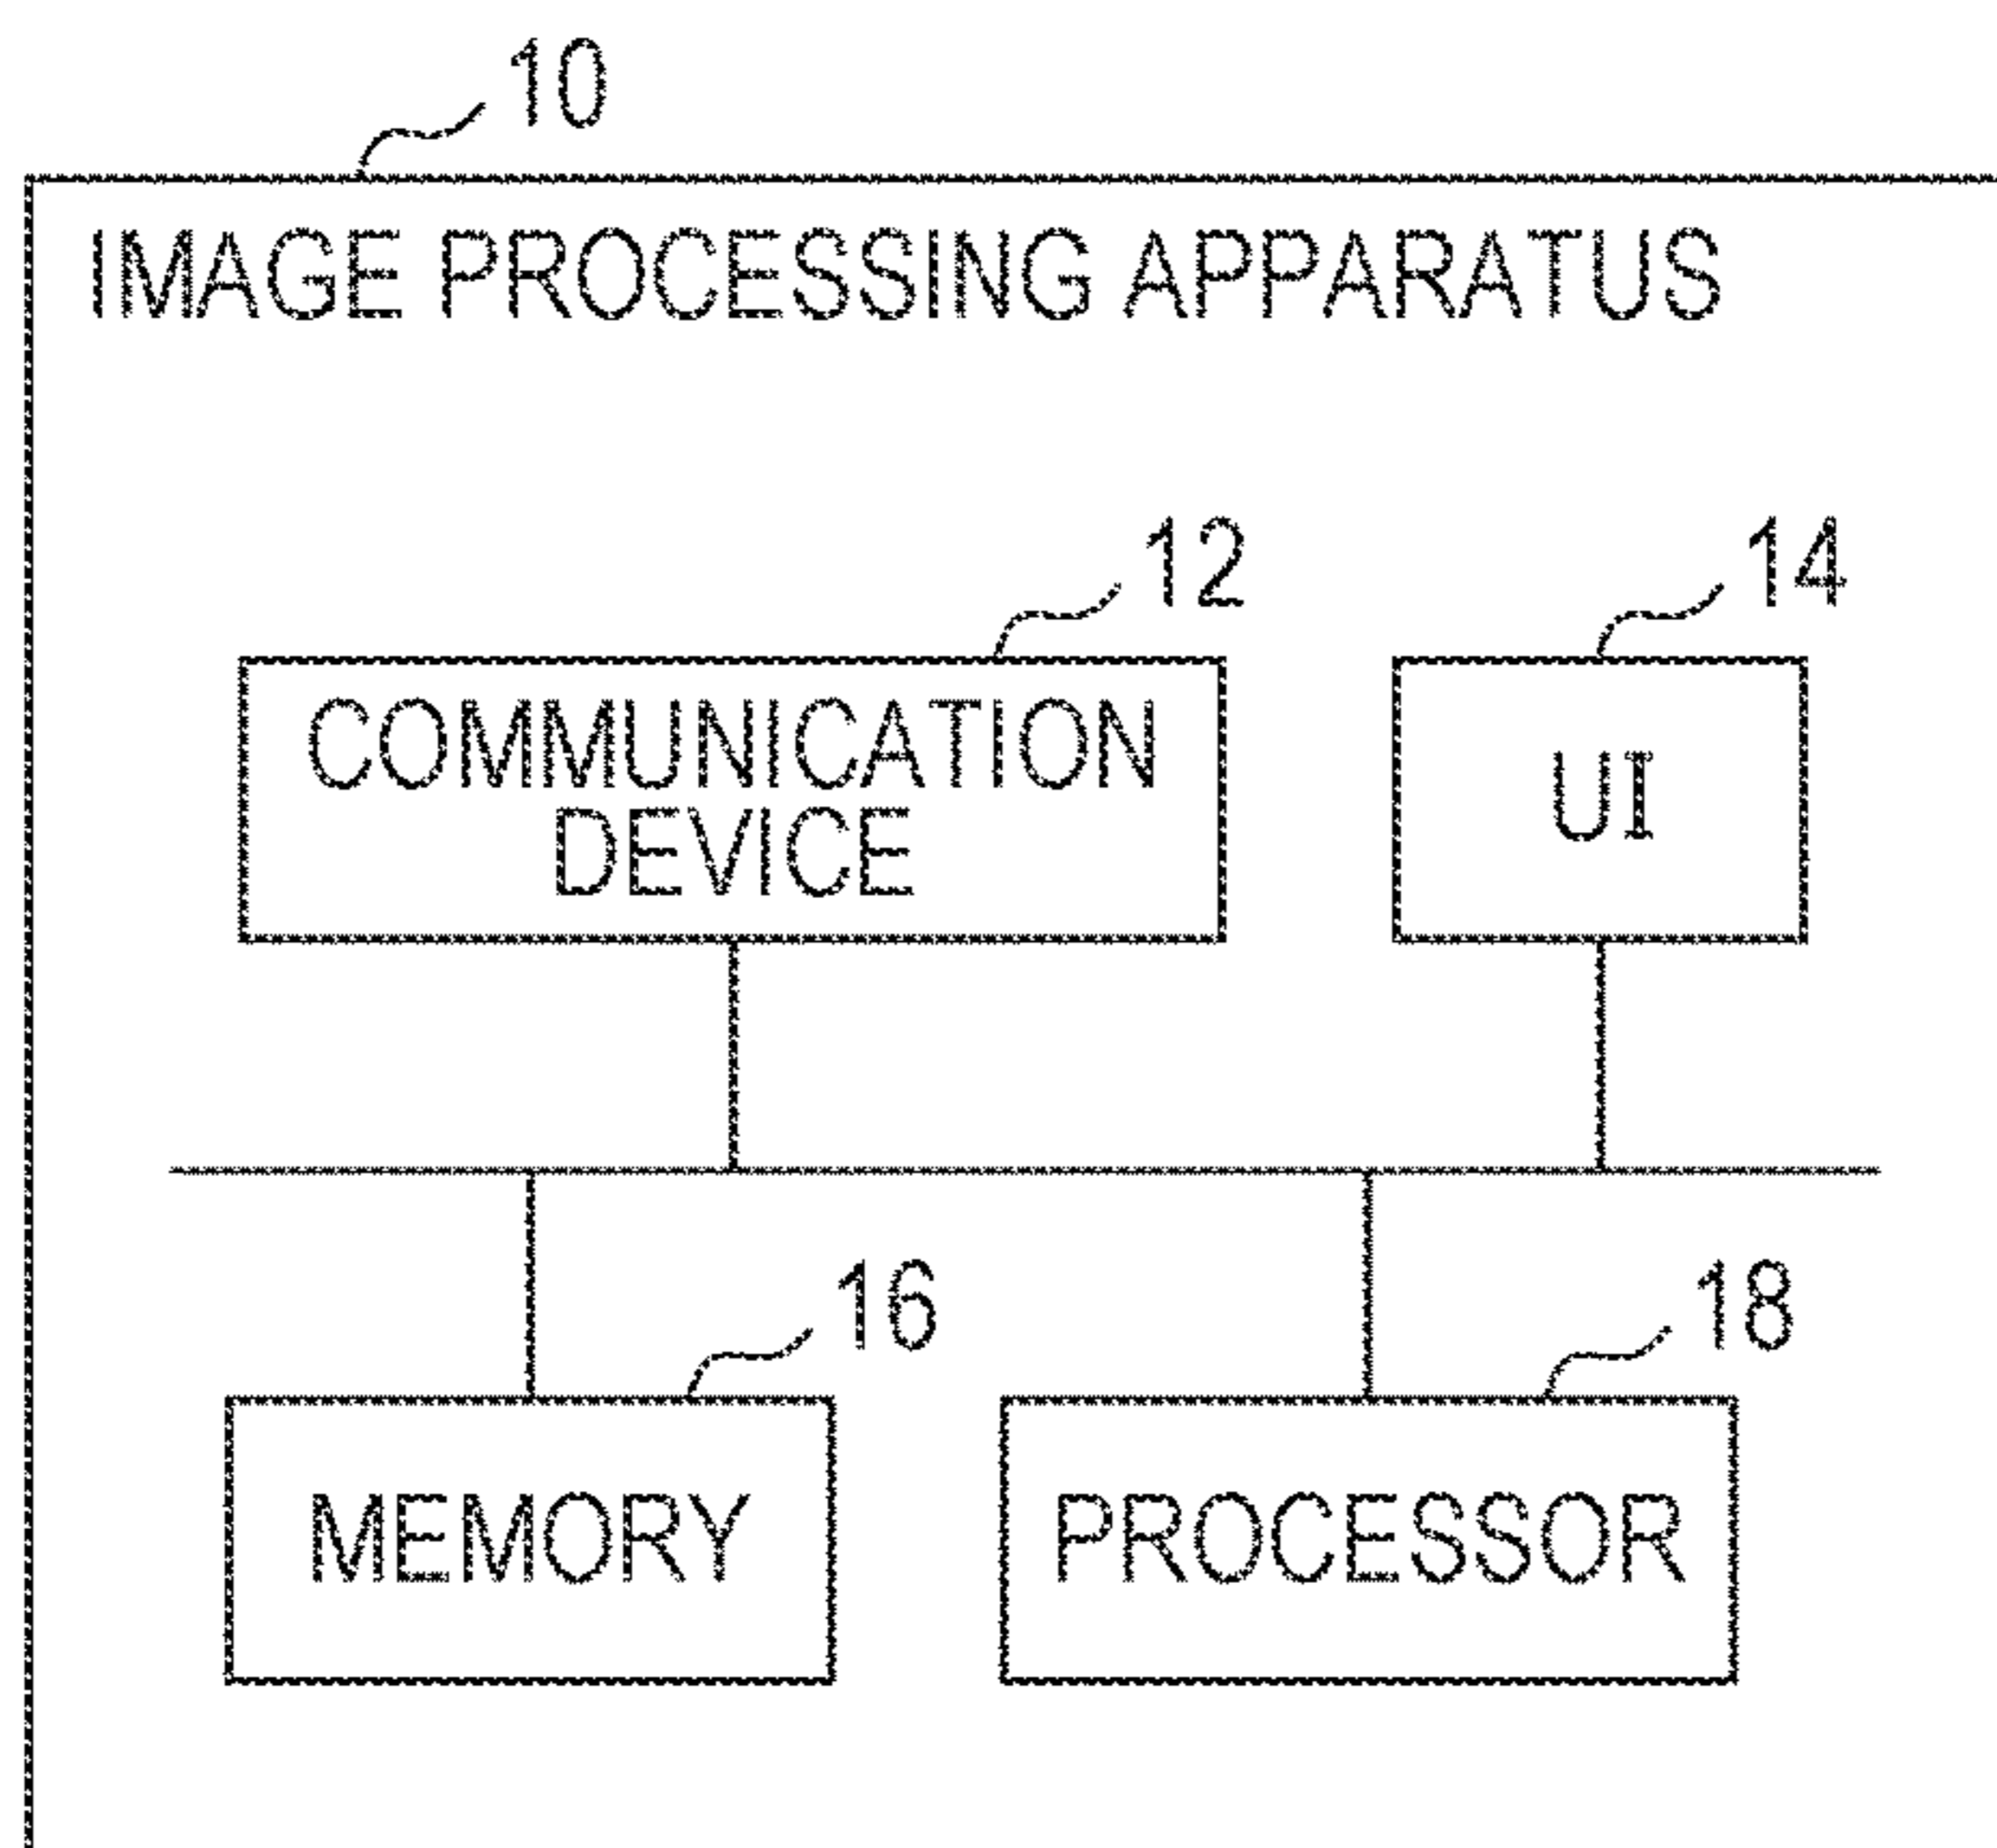 10
IMAGE PROCESSING APPARATUS
12
14
COMMUNICATION
DEVICE
UI
16
18
MEMORY
PROCESSOR